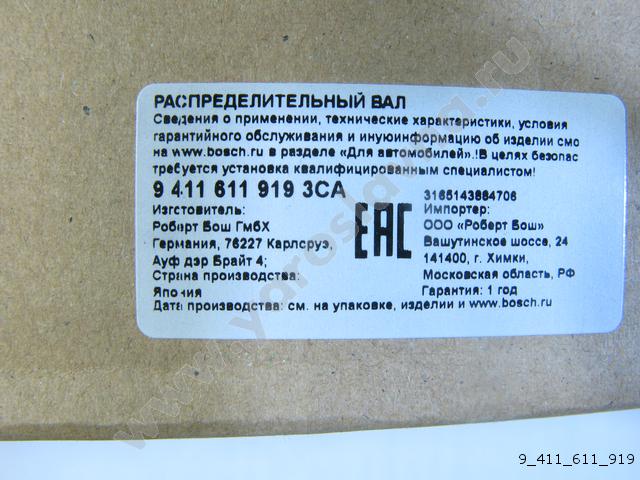 РАСПРЕДЕЛИТЕЛЬНЫЙ ВАЛ
Сведения о применении, технические характеристики, условия
гарантийного обслуживания и инуюинформацию об изделии смо
на www.bosch.ru в разделе «Для автомобилей».!В целях безопас
требуется установка квалифицированным специалистом!
9 411 611 919 3CA
3165143884706
Изготовитель:
Роберт Бош ГмбХ
Германия, 76227 Карлсруэ,
Ауф дэр Брайт 4;
Страна производства:
Япония
EAC
Импортер:
ООО «Роберт Бош»
Вашутинское шоссе, 24
141400, г. Химки,
Московская область, РФ
Гарантия: 1 год
Дата производства: см. на упаковке, изделии и www.bosch.ru
9_411_611_919